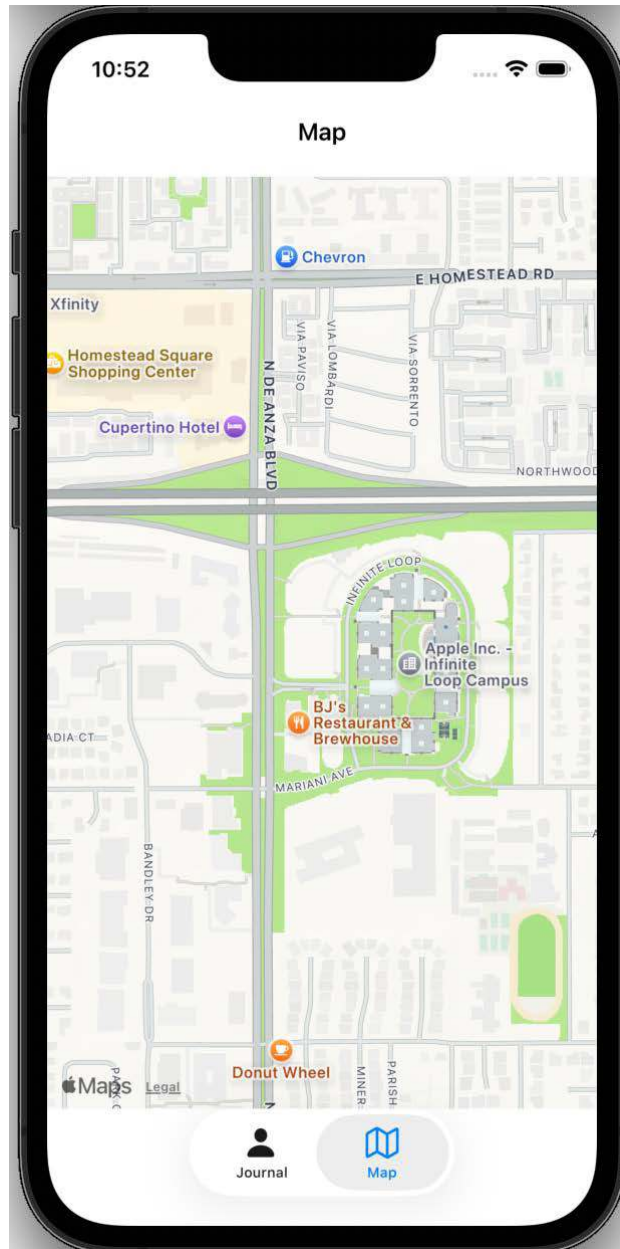 10:52
Map
Chevron
E HOMESTEAD RD
Xfinity
VIA PAVISO
VIA LOMBARDI
VIA SORRENTO
Homestead Square
Shopping Center
N DE ANZA BLVD
Cupertino Hotel
NORTHWOOD
INFINITE LOOP
Apple Inc. -
Infinite
Loop Campus
BJ's
Restaurant &
Brewhouse
ADIA CT
MARIANI AVE
BANDLEY DR
Donut Wheel
MINER
PARISH
Maps Legal
N
Journal
Map